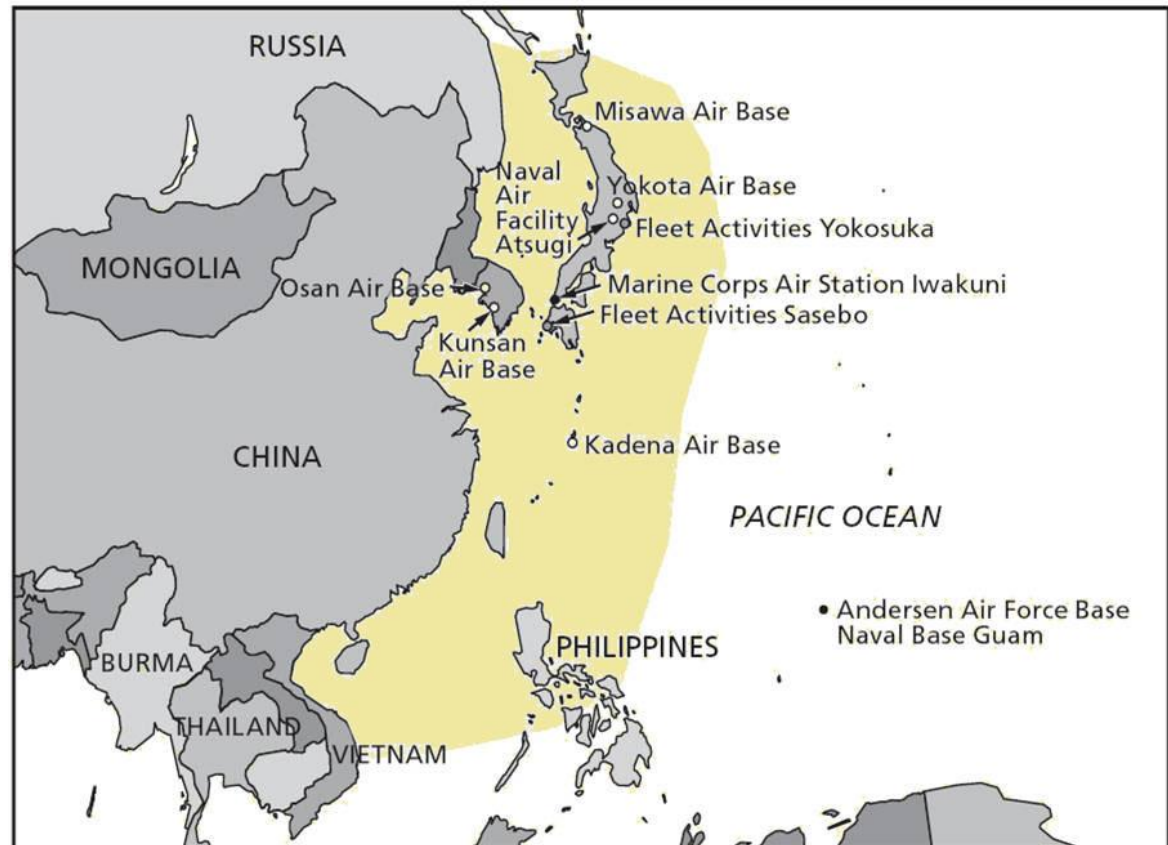 RUSSIA
Misawa Air Base
Naval
Air
Facility
Atsugi
Yokota Air Base
Fleet Activities Yokosuka
MONGOLIA
Osan Air Base
Marine Corps Air Station Iwakuni
Fleet Activities Sasebo
Kunsan
Air Base
CHINA
Kadena Air Base
PACIFIC OCEAN
Andersen Air Force Base
Naval Base Guam
PHILIPPINES
BURMA
THAILAND
VIETNAM